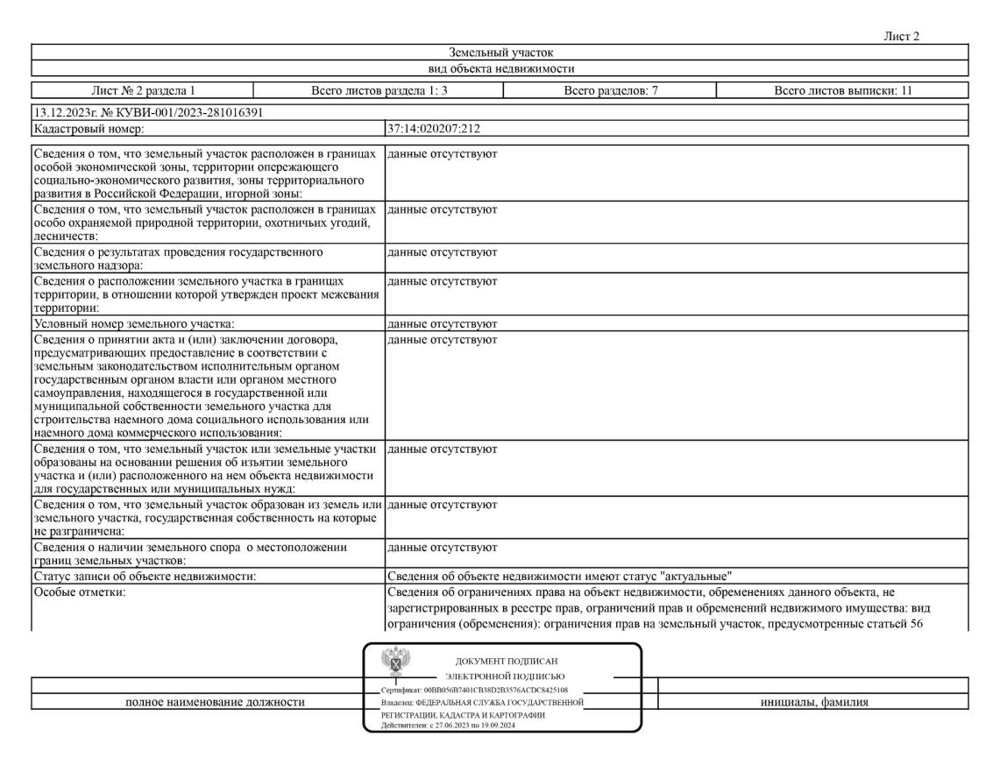 Лист 2
Земельный участок
вид объекта недвижимости
Лист № 2 раздела 1
Всего листов раздела 1: 3
Всего разделов: 7
Всего листов выписки: 11
13.12.2023г. № КУВИ-001/2023-281016391
Кадастровый номер:
37:14:020207:212
Сведения о том, что земельный участок расположен в границах
особой экономической зоны, территории опережающего
социально-экономического развития, зоны территориального
развития в Российской Федерации, игорной зоны:
данные отсутствуют
Сведения о том, что земельный участок расположен в границах
особо охраняемой природной территории, охотничьих угодий,
лесничеств:
данные отсутствуют
Сведения о результатах проведения государственного
земельного надзора:
данные отсутствуют
Сведения о расположении земельного участка в границах
территории, в отношении которой утвержден проект межевания
территории:
данные отсутствуют
Условный номер земельного участка:
данные отсутствуют
Сведения о принятии акта и (или) заключении договора,
предусматривающих предоставление в соответствии с
земельным законодательством исполнительным органом
государственным органом власти или органом местного
самоуправления, находящегося в государственной или
муниципальной собственности земельного участка для
строительства наемного дома социального использования или
наемного дома коммерческого использования:
данные отсутствуют
Сведения о том, что земельный участок или земельные участки
образованы на основании решения об изъятии земельного
участка и (или) расположенного на нем объекта недвижимости
для государственных или муниципальных нужд:
данные отсутствуют
Сведения о том, что земельный участок образован из земель или
земельного участка, государственная собственность на которые
не разграничена:
данные отсутствуют
Сведения о наличии земельного спора  о местоположении
границ земельных участков:
данные отсутствуют
Статус записи об объекте недвижимости:
Сведения об объекте недвижимости имеют статус "актуальные"
Особые отметки:
Сведения об ограничениях права на объект недвижимости, обременениях данного объекта, не
зарегистрированных в реестре прав, ограничений прав и обременений недвижимого имущества: вид
ограничения (обременения): ограничения прав на земельный участок, предусмотренные статьей 56
ДОКУМЕНТ ПОДПИСАН
ЭЛЕКТРОННОЙ ПОДПИСЬЮ
Сертификат: 00BB056B7401CB38D2B3576ACDC8425108
Владелец: ФЕДЕРАЛЬНАЯ СЛУЖБА ГОСУДАРСТВЕННОЙ
РЕГИСТРАЦИИ, КАДАСТРА И КАРТОГРАФИИ
Действителен: с 27.06.2023 по 19.09.2024
полное наименование должности
инициалы, фамилия